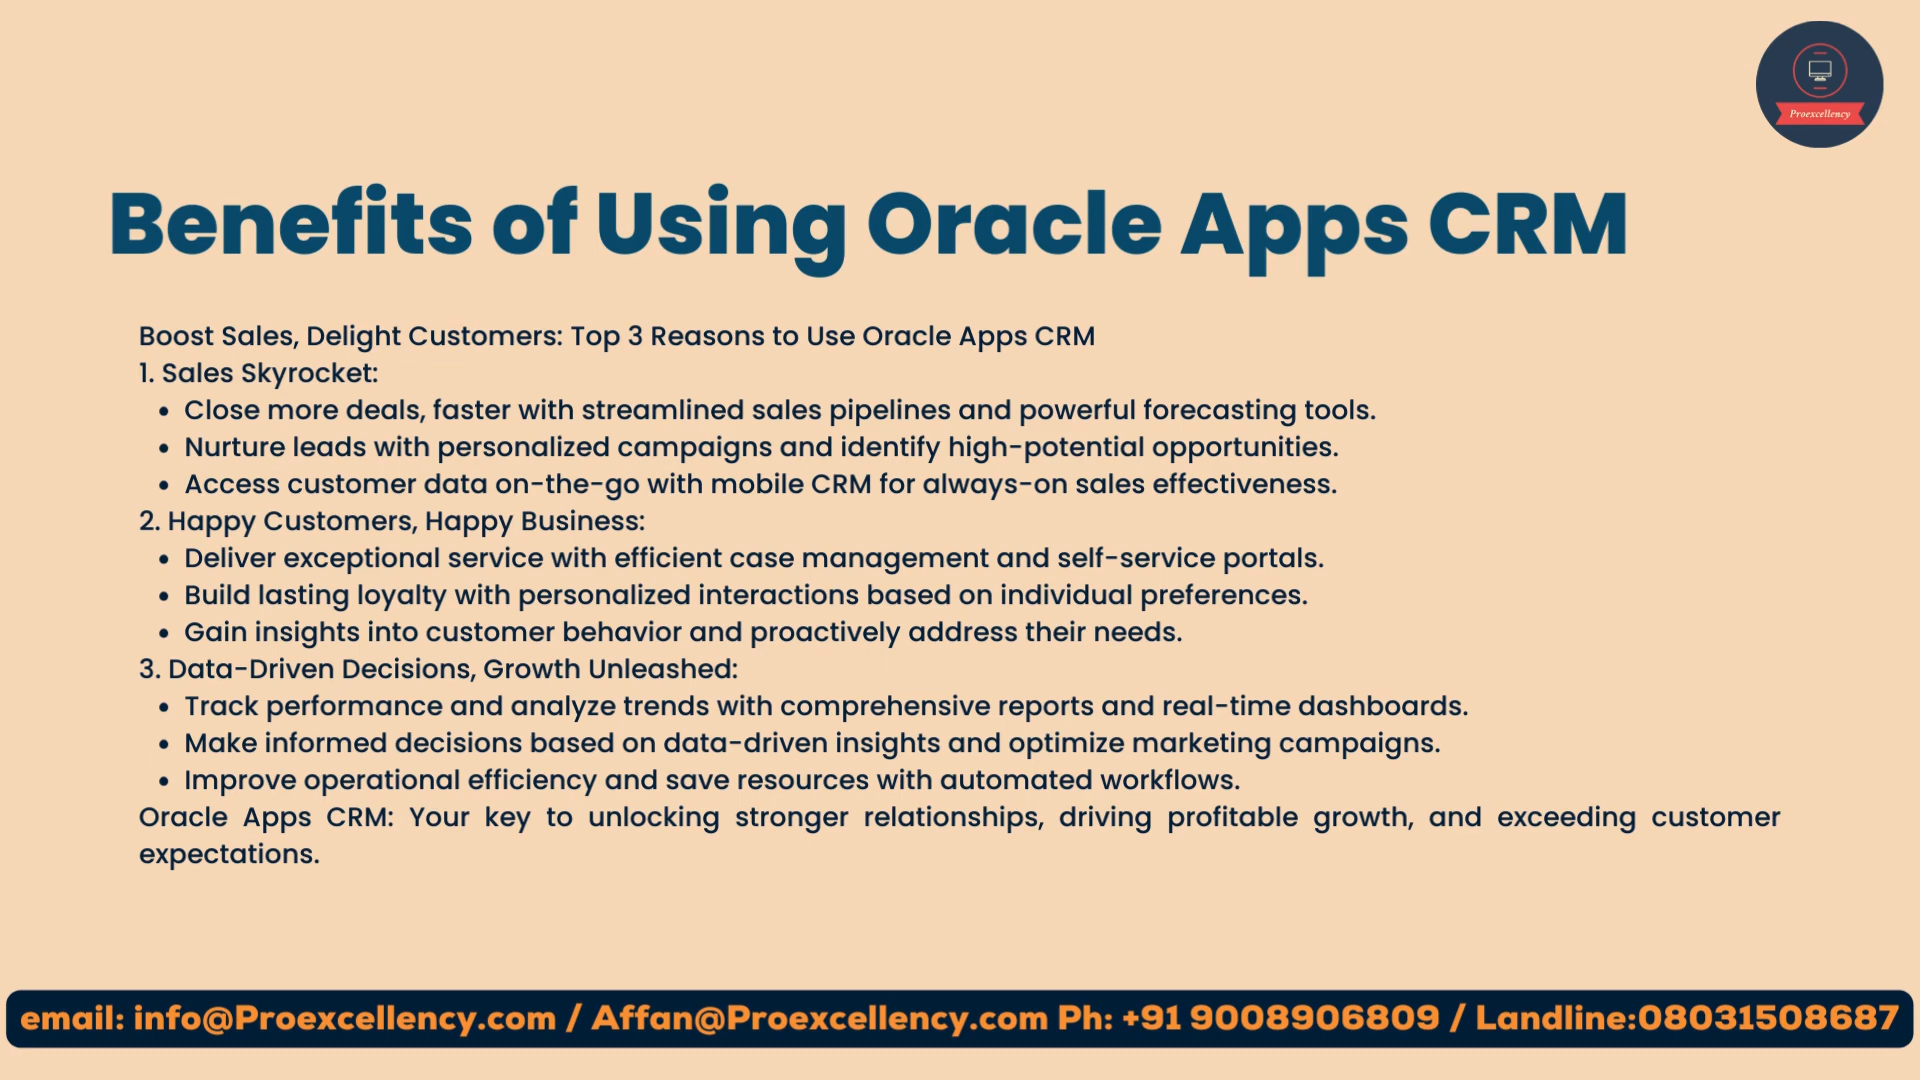 Proexcellency
Benefits of Using Oracle Apps CRM
Boost Sales, Delight Customers: Top 3 Reasons to Use Oracle Apps CRM
1. Sales Skyrocket:
• Close more deals, faster with streamlined sales pipelines and powerful forecasting tools.
• Nurture leads with personalized campaigns and identify high-potential opportunities.
• Access customer data on-the-go with mobile CRM for always-on sales effectiveness.
2. Happy Customers, Happy Business:
• Deliver exceptional service with efficient case management and self-service portals.
• Build lasting loyalty with personalized interactions based on individual preferences.
• Gain insights into customer behavior and proactively address their needs.
3. Data-Driven Decisions, Growth Unleashed:
• Track performance and analyze trends with comprehensive reports and real-time dashboards.
• Make informed decisions based on data-driven insights and optimize marketing campaigns.
• Improve operational efficiency and save resources with automated workflows.
Oracle Apps CRM: Your key to unlocking stronger relationships, driving profitable growth, and exceeding customer
expectations.
email: info@Proexcellency.com / Affan@Proexcellency.com Ph: +91 9008906809 / Landline:08031508687